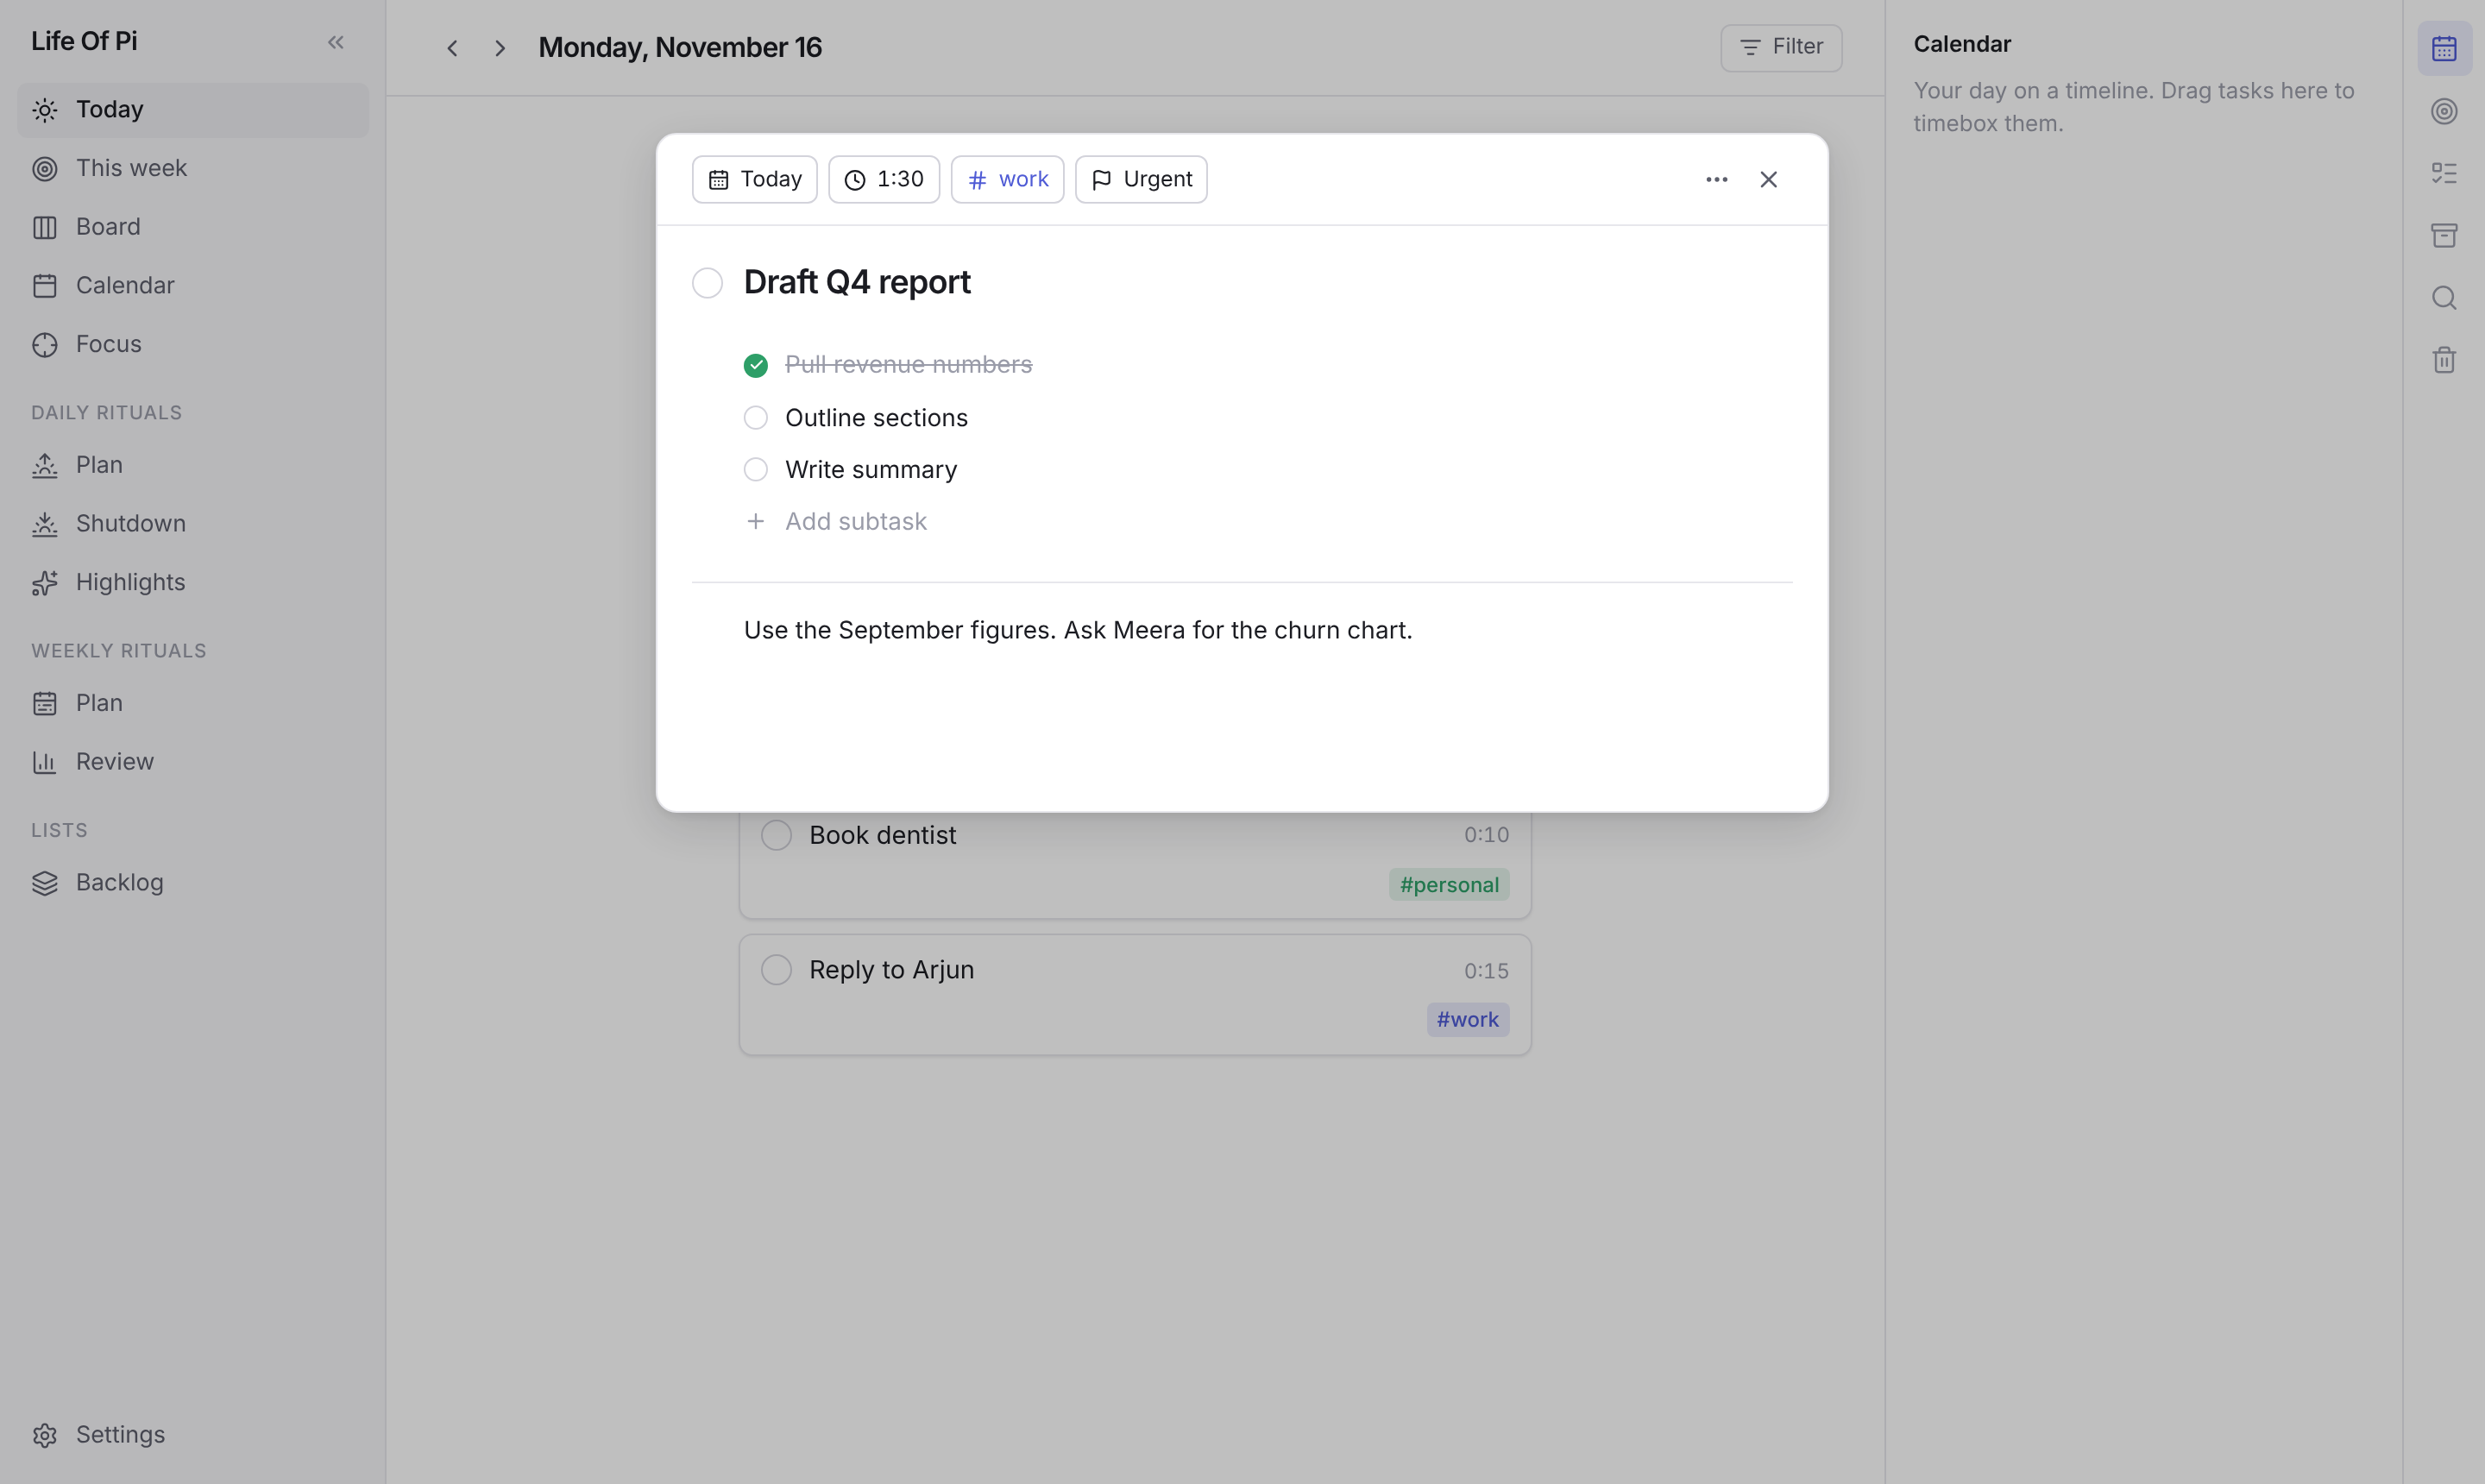 Life Of Pi
Today
This week
Board
Calendar
Focus
DAILY RITUALS
Plan
Shutdown
Highlights
WEEKLY RITUALS
Plan
Review
LISTS
Backlog
Settings
Monday, November 16
Filter
Today
1:30
# work
Urgent
Draft Q4 report
Pull revenue numbers
Outline sections
Write summary
+ Add subtask
Use the September figures. Ask Meera for the churn chart.
Book dentist
0:10
#personal
Reply to Arjun
0:15
#work
Calendar
Your day on a timeline. Drag tasks here to
timebox them.